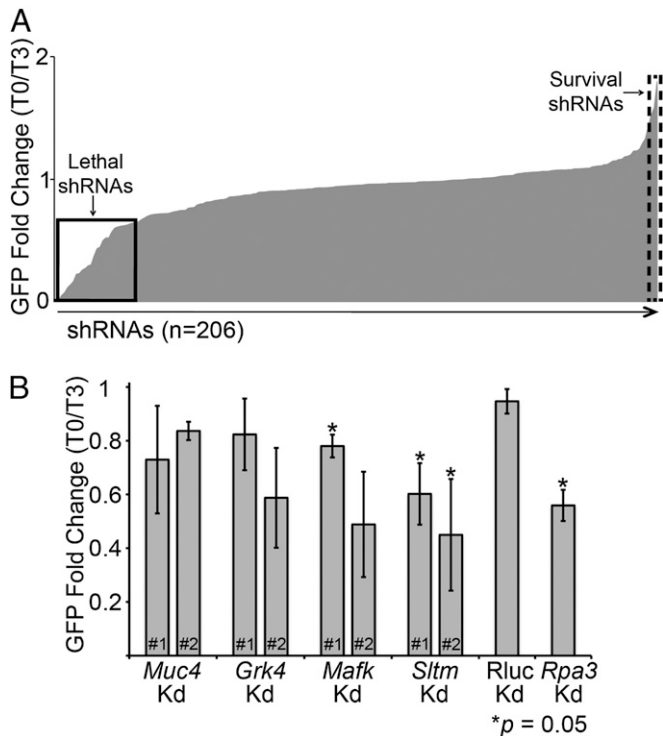 A
GFP Fold Change (T0/T3)
2
1
0
Lethal
shRNAs
Survival
shRNAs
shRNAs (n=206)
B
GFP Fold Change (T0/T3)
1
0.8
0.6
0.4
0.2
* * * *
*
#1 #2 #1 #2 #1 #2 #1 #2
Muc4 Grk4 Mafk Sltm Rluc Rpa3
Kd Kd Kd Kd Kd Kd
*p = 0.05